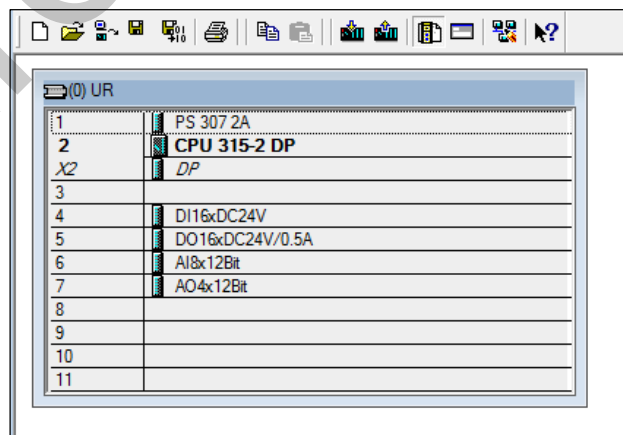 (0) UR
1 PS 307 2A
2 CPU 315-2 DP
X2 DP
3
4 DI16xDC24V
5 DO16xDC24V/0.5A
6 AI8x12Bit
7 AO4x12Bit
8
9
10
11